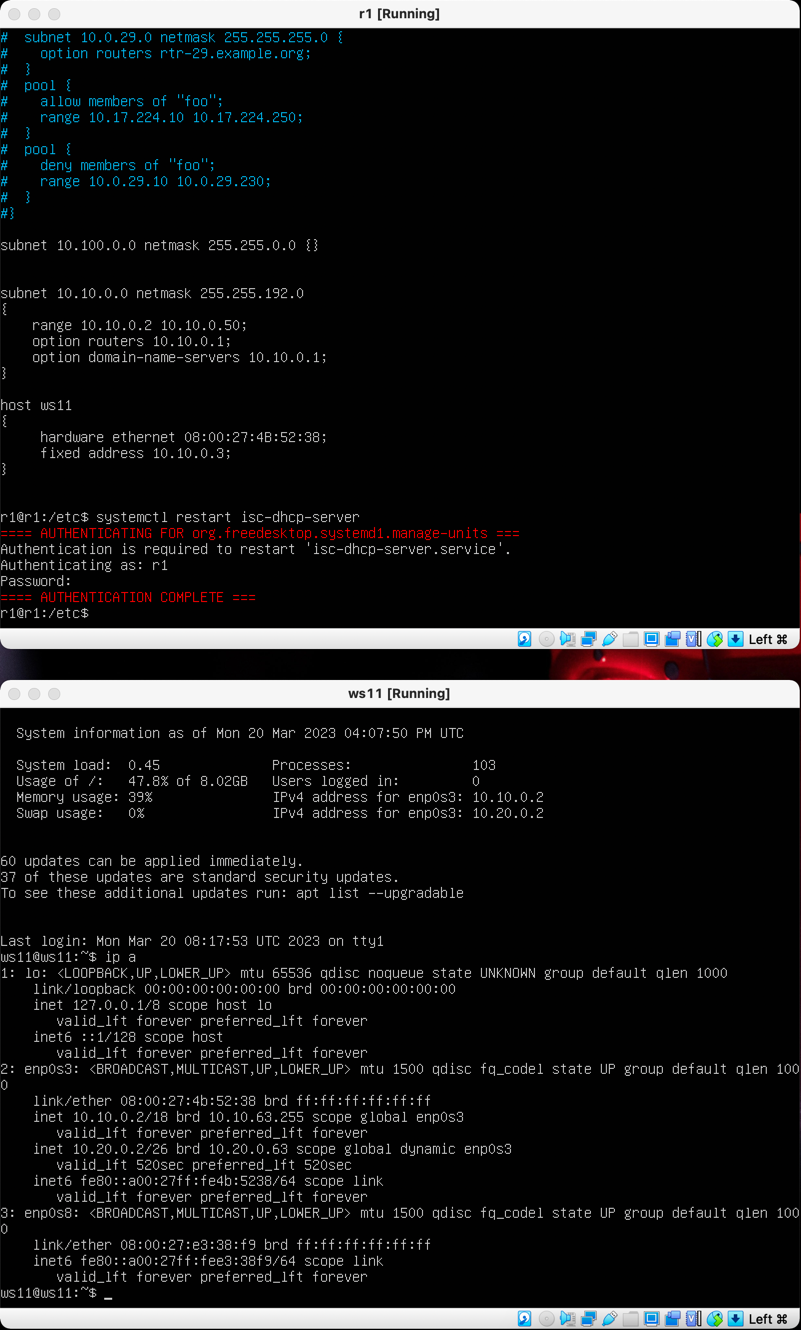 r1 [Running]
#  subnet 10.0.29.0 netmask 255.255.255.0 {
#    option routers rtr-29.example.org;
#  }
#  pool {
#    allow members of "foo";
#    range 10.17.224.10 10.17.224.250;
#  }
#  pool {
#    deny members of "foo";
#    range 10.0.29.10 10.0.29.230;
#  }
#}
subnet 10.100.0.0 netmask 255.255.0.0 {}
subnet 10.10.0.0 netmask 255.255.192.0
{
    range 10.10.0.2 10.10.0.50;
    option routers 10.10.0.1;
    option domain-name-servers 10.10.0.1;
}
host ws11
{
     hardware ethernet 08:00:27:4B:52:38;
     fixed address 10.10.0.3;
}
r1@r1:/etc$ systemctl restart isc-dhcp-server
==== AUTHENTICATING FOR org.freedesktop.systemd1.manage-units ===
Authentication is required to restart 'isc-dhcp-server.service'.
Authenticating as: r1
Password:
==== AUTHENTICATION COMPLETE ===
r1@r1:/etc$
Left ⌘
ws11 [Running]
  System information as of Mon 20 Mar 2023 04:07:50 PM UTC
  System load:  0.45              Processes:               103
  Usage of /:   47.8% of 8.02GB   Users logged in:         0
  Memory usage: 39%               IPv4 address for enp0s3: 10.10.0.2
  Swap usage:   0%                IPv4 address for enp0s3: 10.20.0.2
60 updates can be applied immediately.
37 of these updates are standard security updates.
To see these additional updates run: apt list --upgradable
Last login: Mon Mar 20 08:17:53 UTC 2023 on tty1
ws11@ws11:~$ ip a
1: lo: <LOOPBACK,UP,LOWER_UP> mtu 65536 qdisc noqueue state UNKNOWN group default qlen 1000
    link/loopback 00:00:00:00:00:00 brd 00:00:00:00:00:00
    inet 127.0.0.1/8 scope host lo
       valid_lft forever preferred_lft forever
    inet6 ::1/128 scope host
       valid_lft forever preferred_lft forever
2: enp0s3: <BROADCAST,MULTICAST,UP,LOWER_UP> mtu 1500 qdisc fq_codel state UP group default qlen 100
0
    link/ether 08:00:27:4b:52:38 brd ff:ff:ff:ff:ff:ff
    inet 10.10.0.2/18 brd 10.10.63.255 scope global enp0s3
       valid_lft forever preferred_lft forever
    inet 10.20.0.2/26 brd 10.20.0.63 scope global dynamic enp0s3
       valid_lft 520sec preferred_lft 520sec
    inet6 fe80::a00:27ff:fe4b:5238/64 scope link
       valid_lft forever preferred_lft forever
3: enp0s8: <BROADCAST,MULTICAST,UP,LOWER_UP> mtu 1500 qdisc fq_codel state UP group default qlen 100
0
    link/ether 08:00:27:e3:38:f9 brd ff:ff:ff:ff:ff:ff
    inet6 fe80::a00:27ff:fee3:38f9/64 scope link
       valid_lft forever preferred_lft forever
ws11@ws11:~$ _
Left ⌘